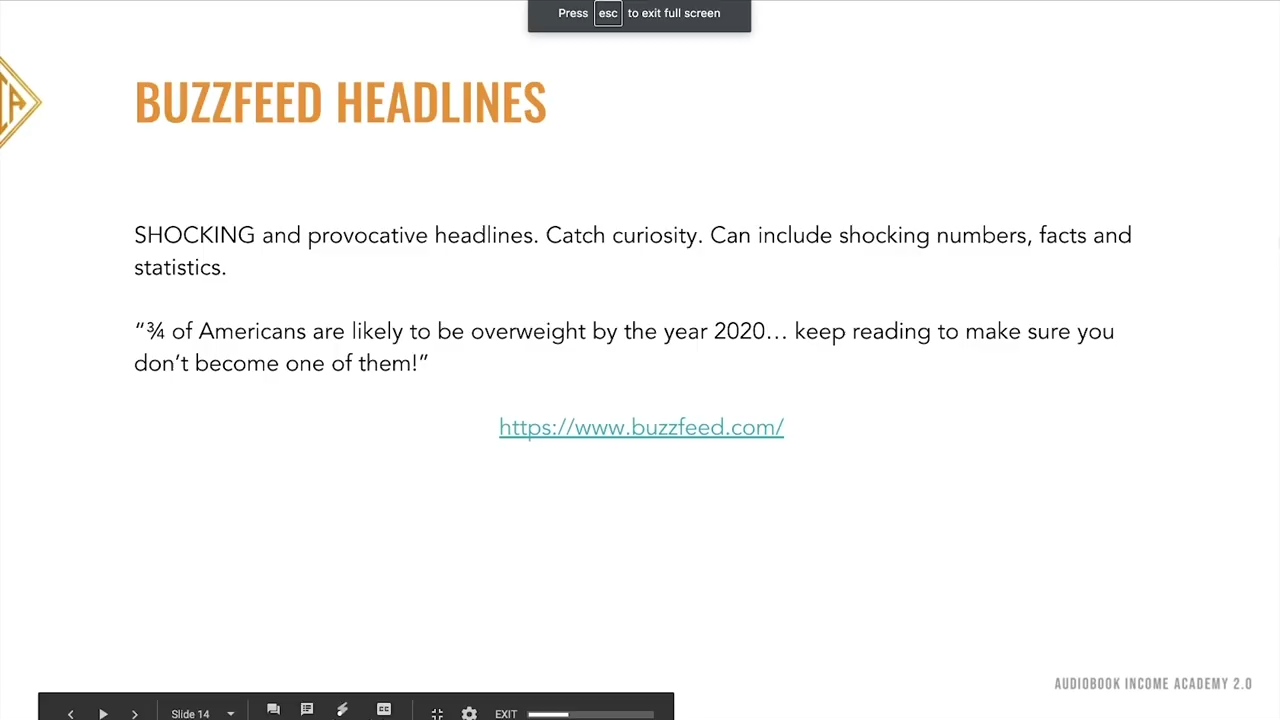 Press esc to exit full screen
BUZZFEED HEADLINES
SHOCKING and provocative headlines. Catch curiosity. Can include shocking numbers, facts and
statistics.
“¾ of Americans are likely to be overweight by the year 2020… keep reading to make sure you
don’t become one of them!”
https://www.buzzfeed.com/
AUDIOBOOK INCOME ACADEMY 2.0
Slide 14 CC EXIT